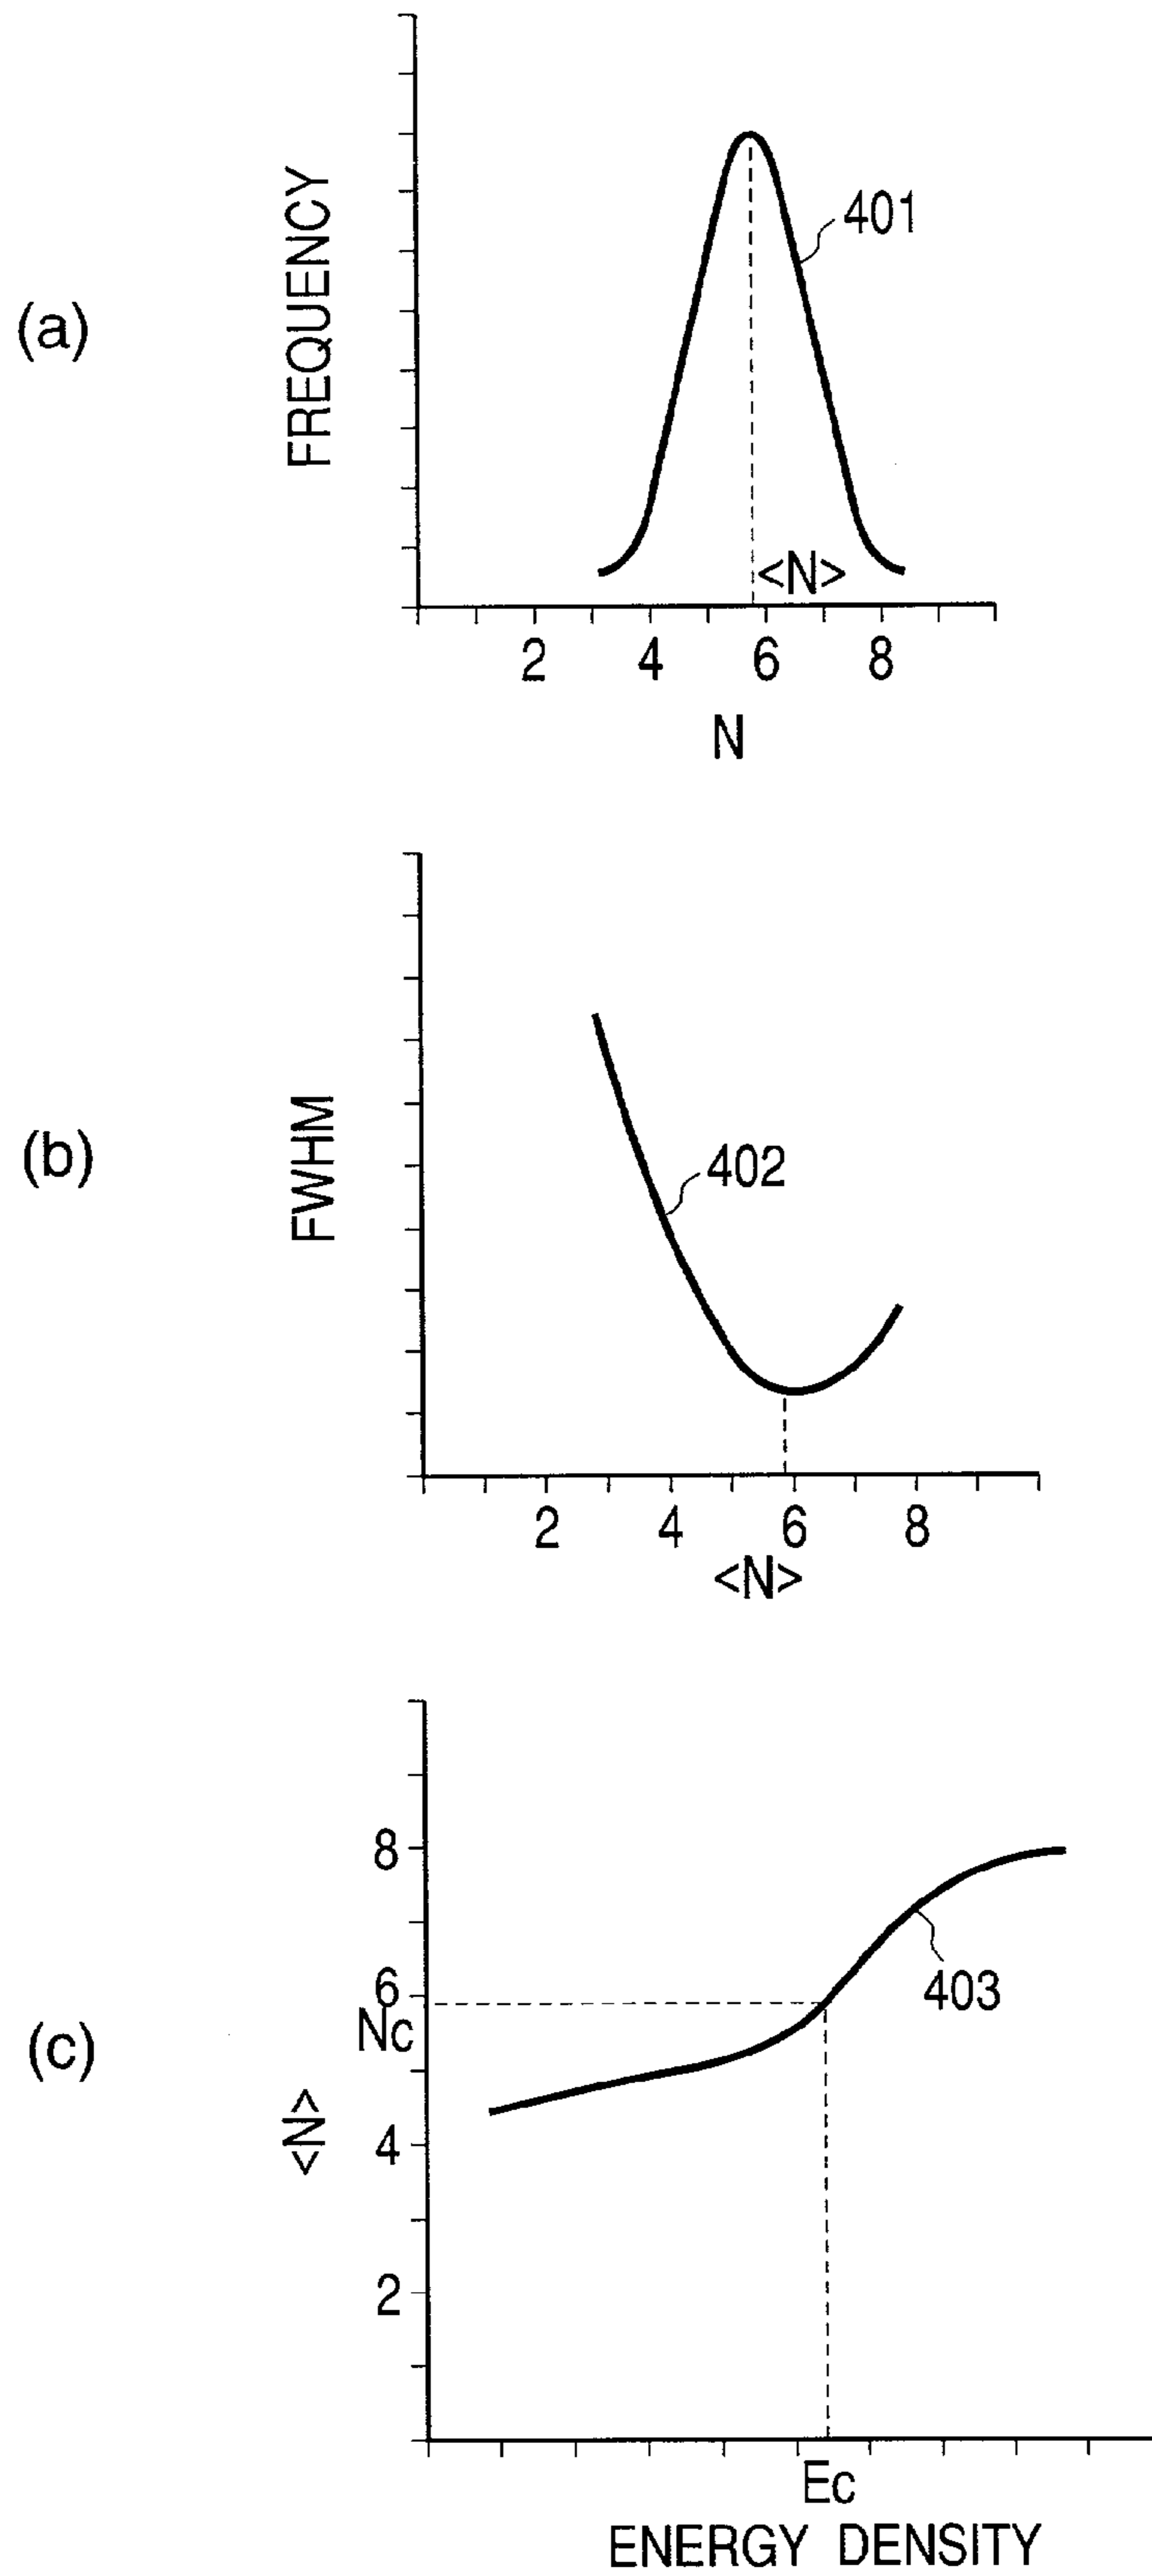 (a)
FREQUENCY
401
<N>
2 4 6 8
N
(b)
FWHM
402
2 4 6 8
<N>
(c)
<N>
8
6
Nc
4
2
403
Ec
ENERGY DENSITY